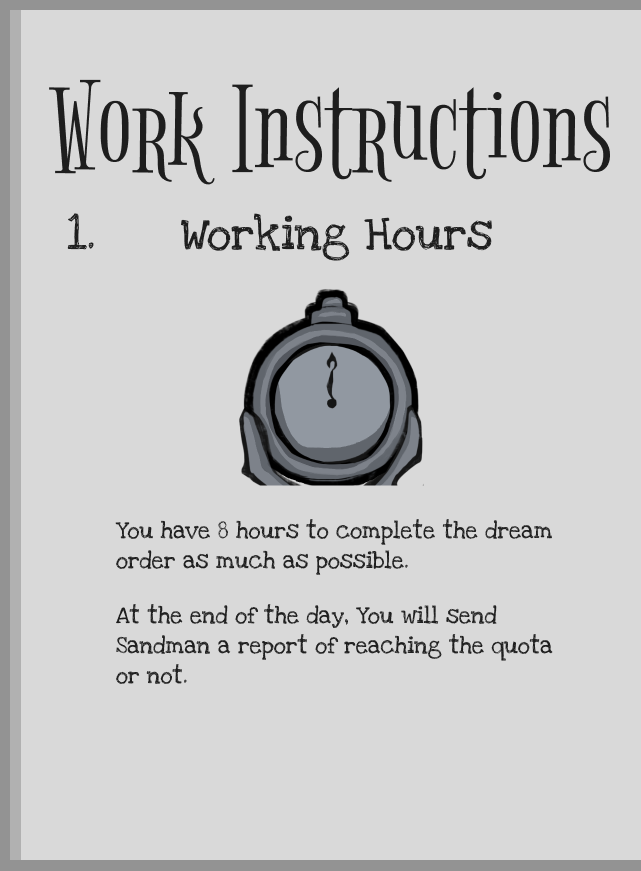 Work Instructions
1. Working Hours
You have 8 hours to complete the dream
order as much as possible.
At the end of the day, You will send
Sandman a report of reaching the quota
or not.